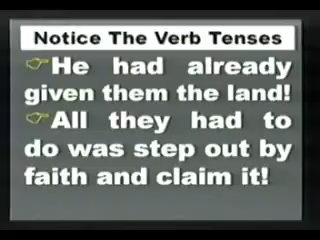 Notice The Verb Tenses
👉He had already
given them the land!
👉All they had to
do was step out by
faith and claim it!